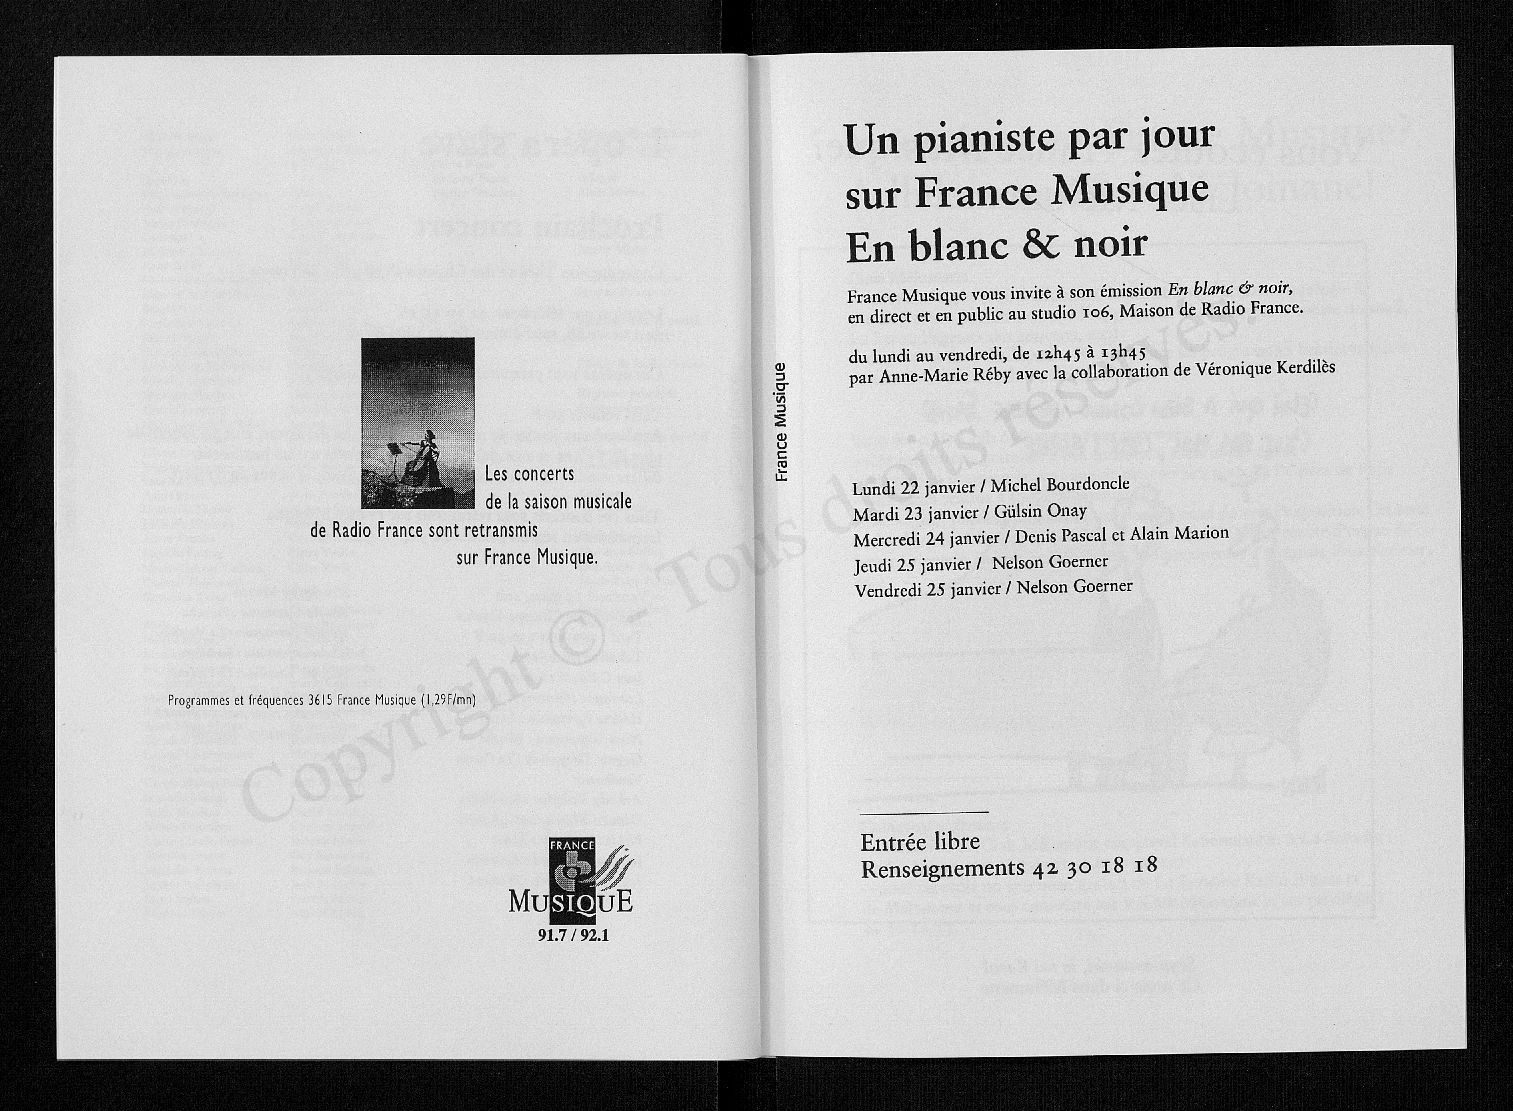 Les concerts
de la saison musicale
de Radio France sont retransmis
sur France Musique.
Programmes et fréquences 3615 France Musique (1,29F/mn)
FRANCE
MUSIQUE
91.7 / 92.1
France Musique
Un pianiste par jour
sur France Musique
En blanc & noir
France Musique vous invite à son émission En blanc & noir,
en direct et en public au studio 106, Maison de Radio France.
du lundi au vendredi, de 12h45 à 13h45
par Anne-Marie Réby avec la collaboration de Véronique Kerdilès
Lundi 22 janvier / Michel Bourdoncle
Mardi 23 janvier / Gülsin Onay
Mercredi 24 janvier / Denis Pascal et Alain Marion
Jeudi 25 janvier / Nelson Goerner
Vendredi 25 janvier / Nelson Goerner
Entrée libre
Renseignements 42 30 18 18
Copyright © - Tous droits réservés.